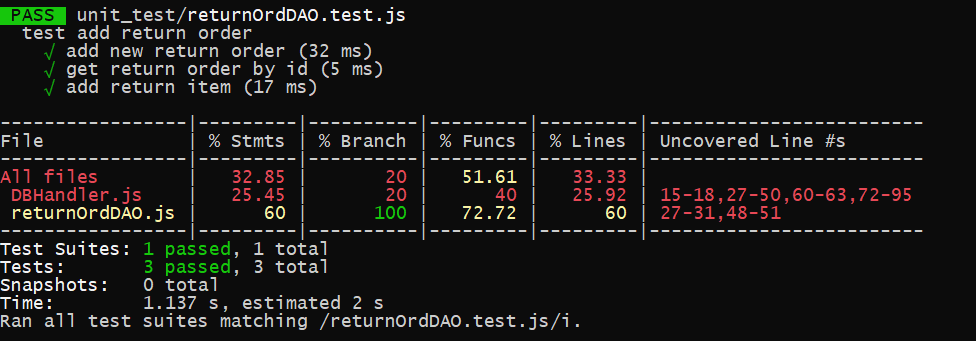 PASS unit_test/returnOrdDAO.test.js
  test add return order
    √ add new return order (32 ms)
    √ get return order by id (5 ms)
    √ add return item (17 ms)

-----------------|---------|----------|---------|---------|-------------------------
File             | % Stmts | % Branch | % Funcs | % Lines | Uncovered Line #s
-----------------|---------|----------|---------|---------|-------------------------
All files        |   32.85 |       20 |   51.61 |   33.33 |
 DBHandler.js    |   25.45 |       20 |      40 |   25.92 | 15-18,27-50,60-63,72-95
 returnOrdDAO.js |      60 |      100 |   72.72 |      60 | 27-31,48-51
-----------------|---------|----------|---------|---------|-------------------------
Test Suites: 1 passed, 1 total
Tests:       3 passed, 3 total
Snapshots:   0 total
Time:        1.137 s, estimated 2 s
Ran all test suites matching /returnOrdDAO.test.js/i.